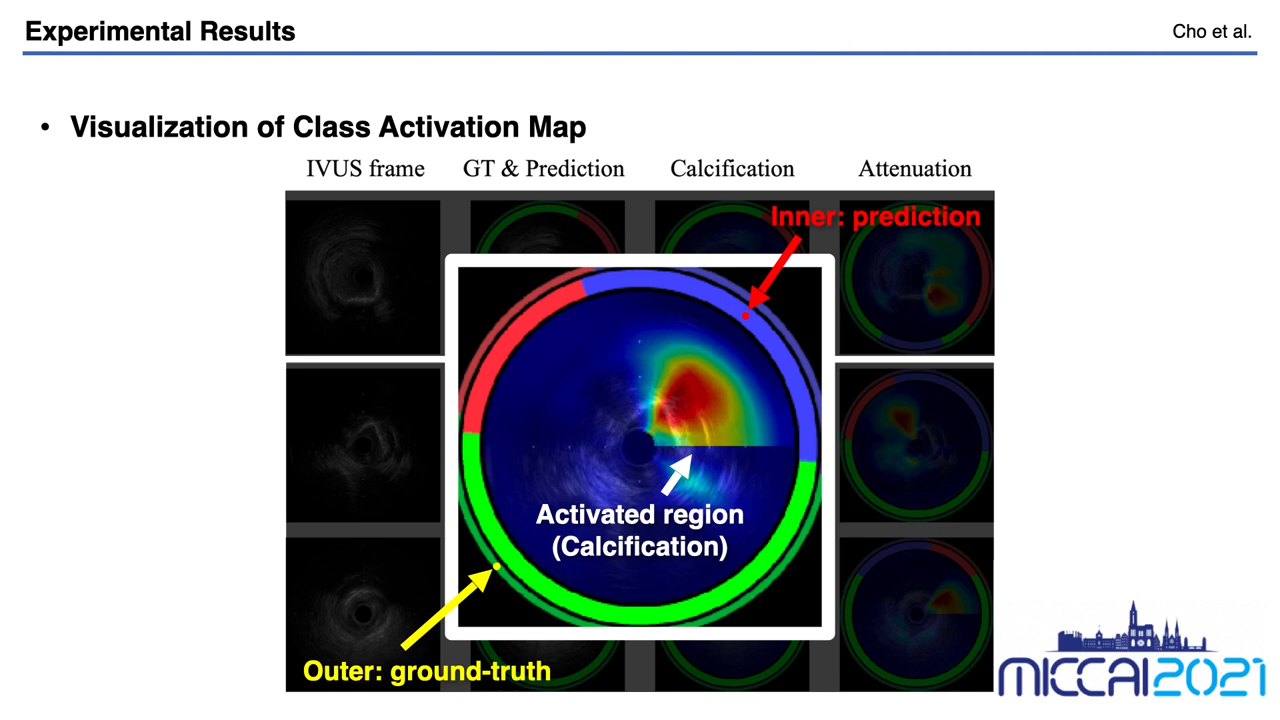 Experimental Results
Cho et al.
• Visualization of Class Activation Map
IVUS frame
GT & Prediction
Calcification
Attenuation
Inner: prediction
Activated region
(Calcification)
Outer: ground-truth
MICCAI2021